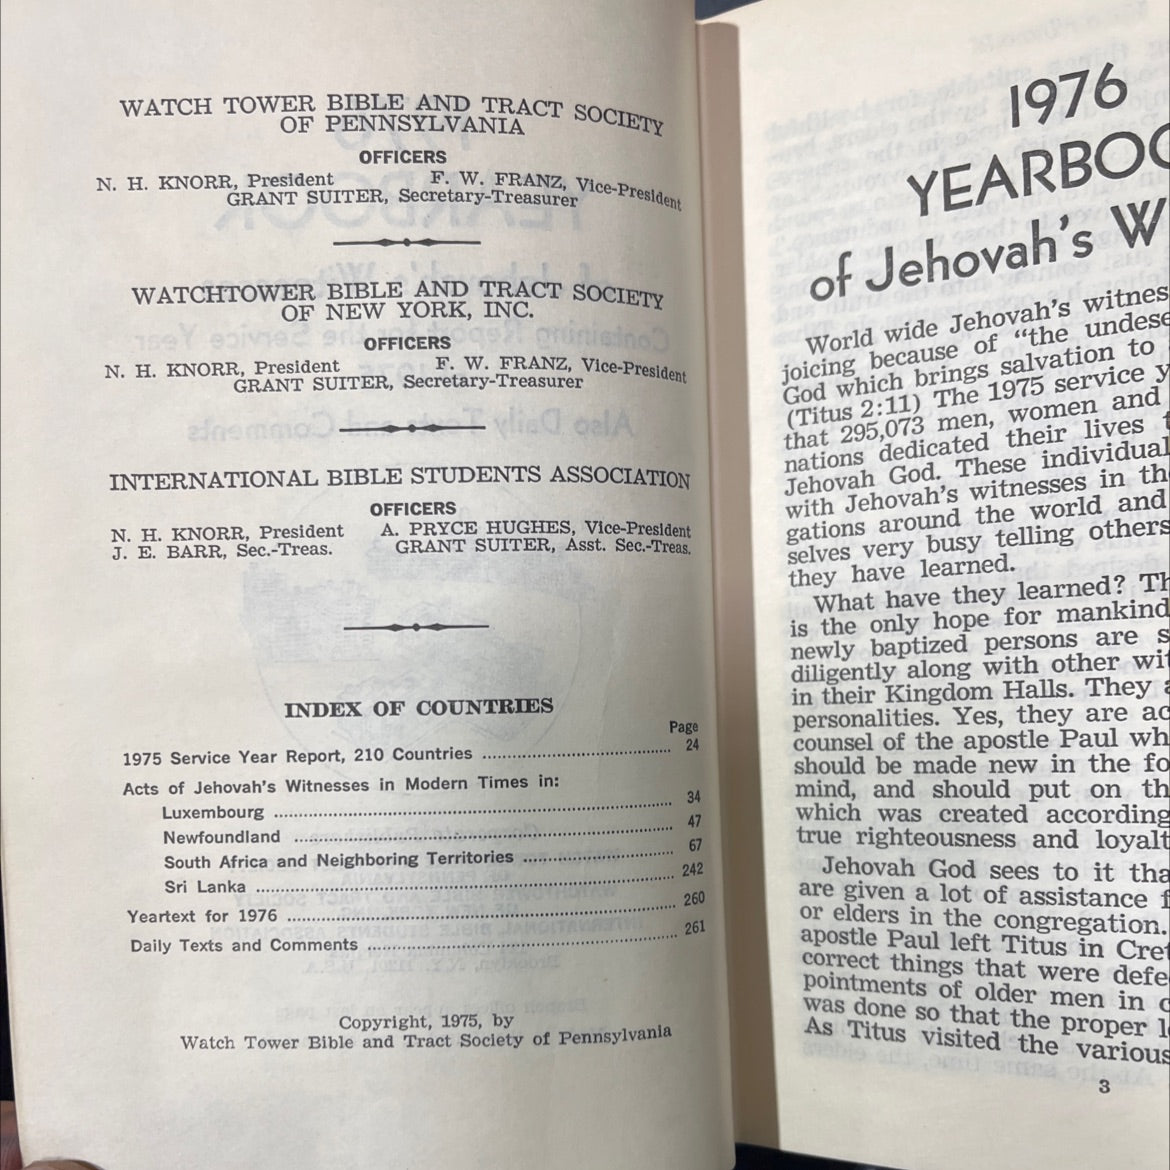 WATCH TOWER BIBLE AND TRACT SOCIETY
OF PENNSYLVANIA
OFFICERS
N. H. KNORR, President F. W. FRANZ, Vice-President
GRANT SUITER, Secretary-Treasurer
WATCHTOWER BIBLE AND TRACT SOCIETY
OF NEW YORK, INC.
OFFICERS
N. H. KNORR, President F. W. FRANZ, Vice-President
GRANT SUITER, Secretary-Treasurer
INTERNATIONAL BIBLE STUDENTS ASSOCIATION
OFFICERS
N. H. KNORR, President A. PRYCE HUGHES, Vice-President
J. E. BARR, Sec.-Treas. GRANT SUITER, Asst. Sec.-Treas.
INDEX OF COUNTRIES
Page
1975 Service Year Report, 210 Countries 24
Acts of Jehovah's Witnesses in Modern Times in:
Luxembourg 34
Newfoundland 47
South Africa and Neighboring Territories 67
Sri Lanka 242
Yeartext for 1976 260
Daily Texts and Comments 261
Copyright, 1975, by
Watch Tower Bible and Tract Society of Pennsylvania
1976
YEARBOO
of Jehovah's W
World wide Jehovah's witnes
joicing because of "the undese
God which brings salvation to
(Titus 2:11) The 1975 service y
that 295,073 men, women and
nations dedicated their lives t
Jehovah God. These individual
with Jehovah's witnesses in th
gations around the world and
selves very busy telling others
they have learned.
What have they learned? Th
is the only hope for mankind
newly baptized persons are s
diligently along with other wit
in their Kingdom Halls. They a
personalities. Yes, they are ac
counsel of the apostle Paul wh
should be made new in the fo
mind, and should put on th
which was created according
true righteousness and loyalt
Jehovah God sees to it tha
are given a lot of assistance f
or elders in the congregation.
apostle Paul left Titus in Cret
correct things that were defe
pointments of older men in c
was done so that the proper l
As Titus visited the various
3